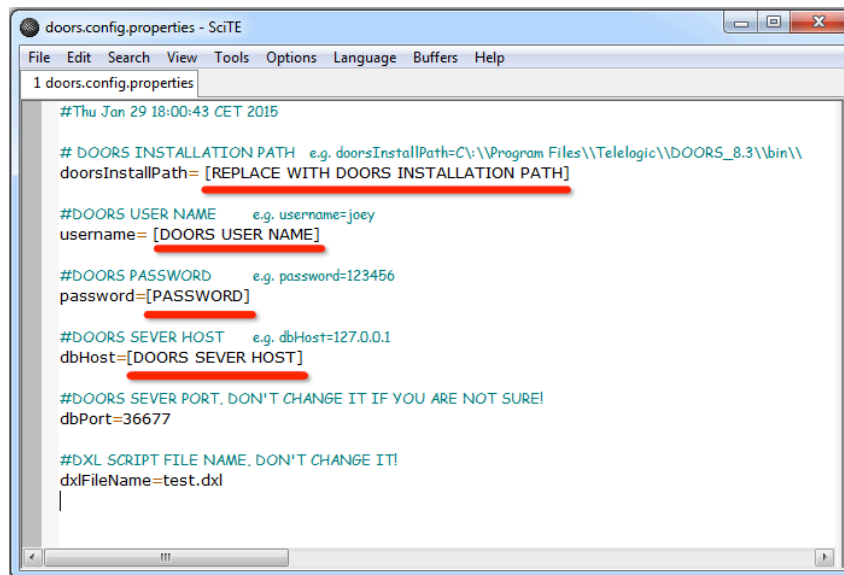 doors.config.properties - SciTE
File Edit Search View Tools Options Language Buffers Help
1 doors.config.properties
#Thu Jan 29 18:00:43 CET 2015
# DOORS INSTALLATION PATH e.g. doorsInstallPath=C\:\\Program Files\\Telelogic\\DOORS_8.3\\bin\\
doorsInstallPath= [REPLACE WITH DOORS INSTALLATION PATH]
#DOORS USER NAME e.g. username=joey
username= [DOORS USER NAME]
#DOORS PASSWORD e.g. password=123456
password=[PASSWORD]
#DOORS SEVER HOST e.g. dbHost=127.0.0.1
dbHost=[DOORS SEVER HOST]
#DOORS SEVER PORT, DON'T CHANGE IT IF YOU ARE NOT SURE!
dbPort=36677
#DXL SCRIPT FILE NAME, DON'T CHANGE IT!
dxlFileName=test.dxl